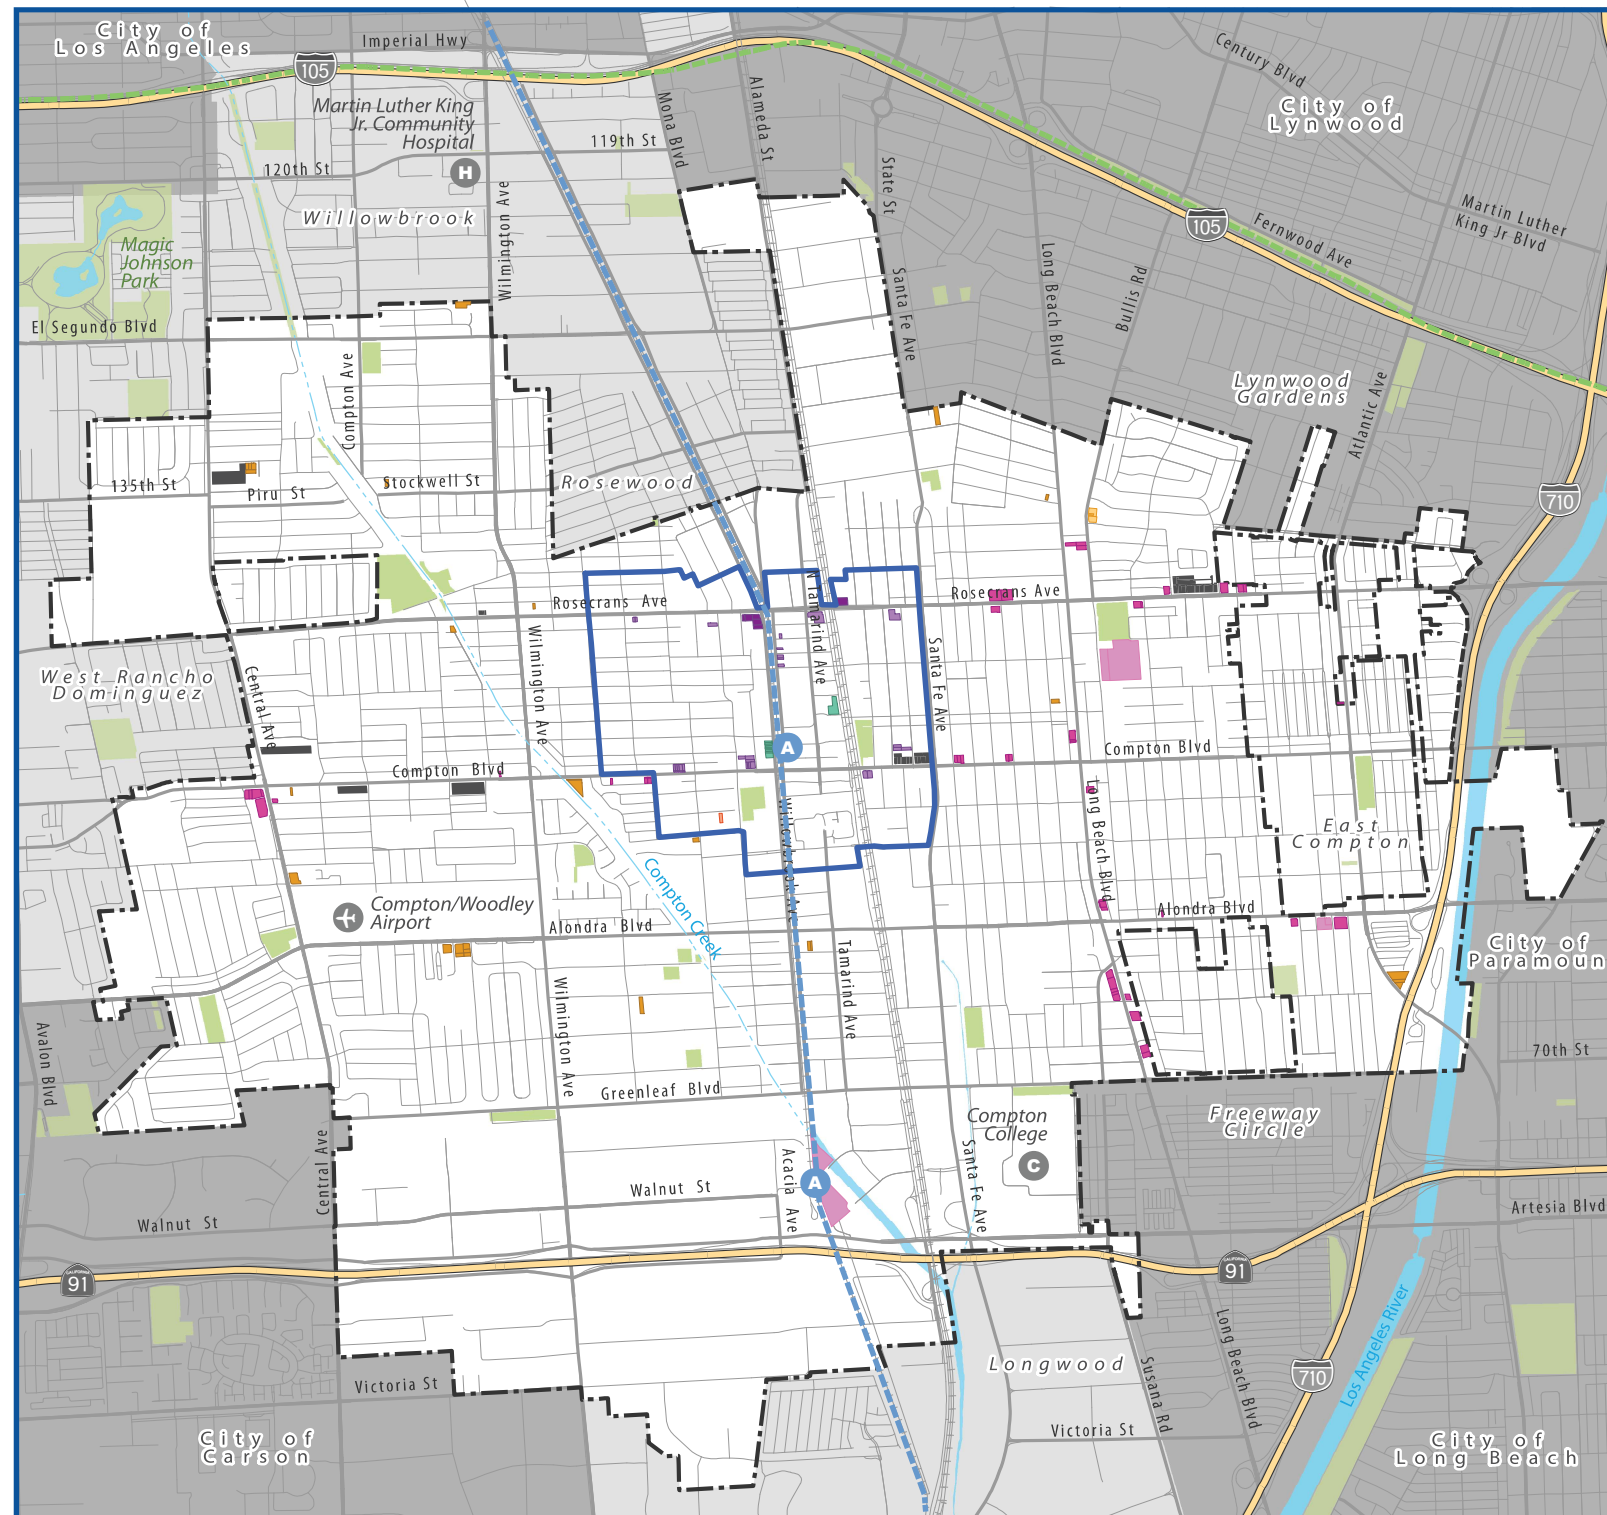 City of
Los Angeles
Imperial Hwy
105
Martin Luther King
Jr. Community
Hospital
H
120th St
119th St
Mona Blvd
Alameda St
State St
Century Blvd
City of
Lynwood
Martin Luther
King Jr Blvd
105
Fernwood Ave
Willowbrook
Wilmington Ave
Magic
Johnson
Park
El Segundo Blvd
Compton Ave
Santa Fe Ave
Long Beach Blvd
Bullis Rd
Lynwood
Gardens
Atlantic Ave
135th St
Piru St
Stockwell St
Rosewood
710
Rosecrans Ave
N Tamarind Ave
Rosecrans Ave
West Rancho
Dominguez
Central Ave
Wilmington Ave
Santa Fe Ave
A
Compton Blvd
Compton Blvd
Long Beach Blvd
East
Compton
Willowbrook Ave
Compton Creek
Compton/Woodley
Airport
Alondra Blvd
Alondra Blvd
City of
Paramoun
Wilmington Ave
Tamarind Ave
Avalon Blvd
70th St
Greenleaf Blvd
Compton
College
C
Freeway
Circle
Central Ave
Acacia Ave
A
Santa Fe Ave
Walnut St
Walnut St
Artesia Blvd
91
CALIFORNIA
91
Los Angeles River
Long Beach Blvd
Longwood
Susana Rd
710
Victoria St
Victoria St
City of
Carson
City of
Long Beach